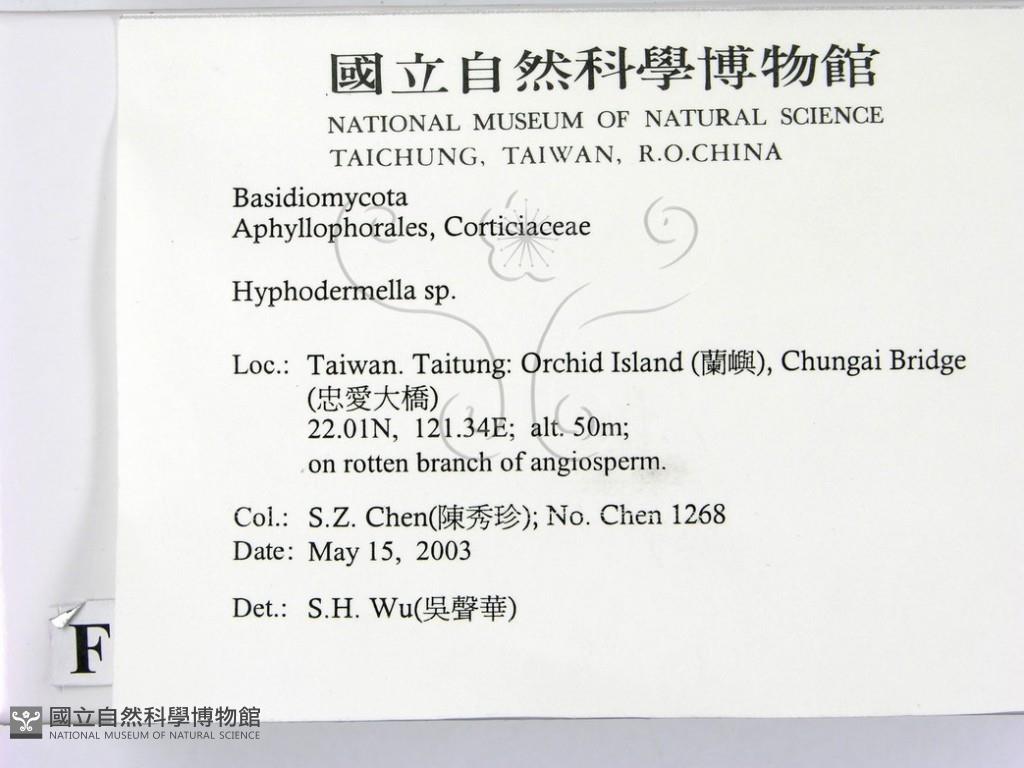 國立自然科學博物館
NATIONAL MUSEUM OF NATURAL SCIENCE
TAICHUNG, TAIWAN, R.O.CHINA
Basidiomycota
Aphyllophorales, Corticiaceae
Hyphodermella sp.
Loc.: Taiwan. Taitung: Orchid Island (蘭嶼), Chungai Bridge
(忠愛大橋)
22.01N, 121.34E; alt. 50m;
on rotten branch of angiosperm.
Col.: S.Z. Chen(陳秀珍); No. Chen 1268
Date: May 15, 2003
Det.: S.H. Wu(吳聲華)
F
國立自然科學博物館
NATIONAL MUSEUM OF NATURAL SCIENCE